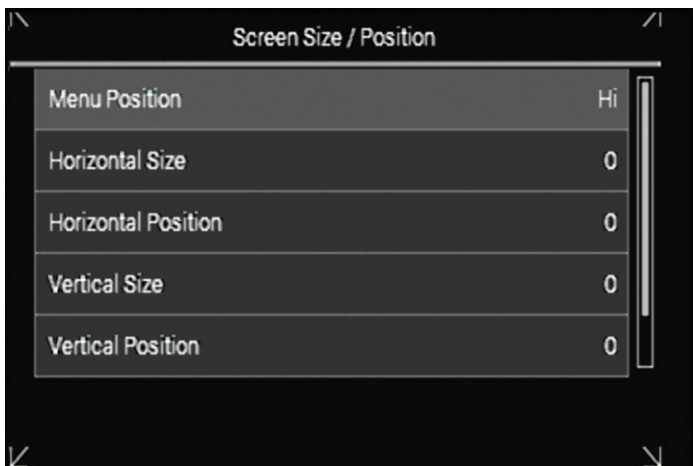 Screen Size / Position
Menu Position Hi
Horizontal Size 0
Horizontal Position 0
Vertical Size 0
Vertical Position 0